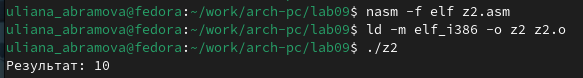 uliana_abramova@fedora:~/work/arch-pc/lab09$ nasm -f elf z2.asm
uliana_abramova@fedora:~/work/arch-pc/lab09$ ld -m elf_i386 -o z2 z2.o
uliana_abramova@fedora:~/work/arch-pc/lab09$ ./z2
Результат: 10